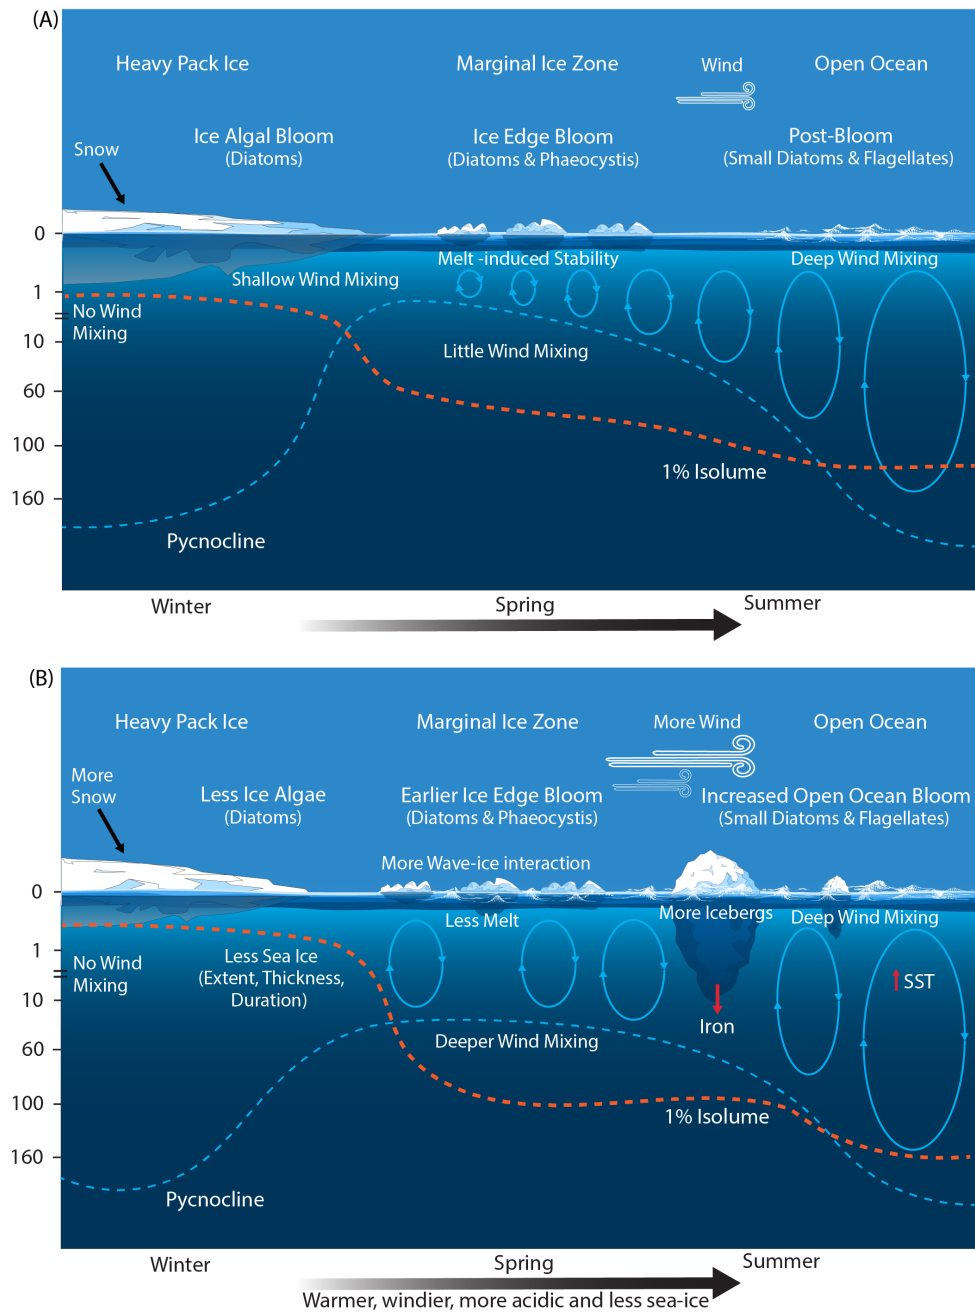 (A)
Heavy Pack Ice
Marginal Ice Zone
Wind
Open Ocean
Snow
Ice Algal Bloom
(Diatoms)
Ice Edge Bloom
(Diatoms & Phaeocystis)
Post-Bloom
(Small Diatoms & Flagellates)
0
Shallow Wind Mixing
Melt -induced Stability
Deep Wind Mixing
1
No Wind
Mixing
10
Little Wind Mixing
60
100
1% Isolume
160
Pycnocline
Winter
Spring
Summer
(B)
Heavy Pack Ice
Marginal Ice Zone
More Wind
Open Ocean
More
Snow
Less Ice Algae
(Diatoms)
Earlier Ice Edge Bloom
(Diatoms & Phaeocystis)
Increased Open Ocean Bloom
(Small Diatoms & Flagellates)
More Wave-ice interaction
0
Less Melt
More Icebergs
Deep Wind Mixing
1
No Wind
Mixing
Less Sea Ice
(Extent, Thickness,
Duration)
SST
10
Iron
Deeper Wind Mixing
60
100
1% Isolume
160
Pycnocline
Winter
Spring
Summer
Warmer, windier, more acidic and less sea-ice